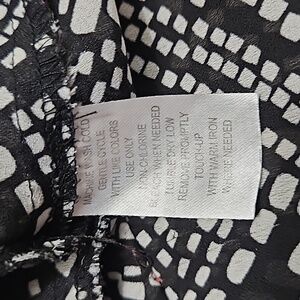 MACHINE WASH COLD
GENTLE CYCLE
WITH LIKE COLORS
USE ONLY
NON-CHLORINE
BLEACH WHEN NEEDED
TUMBLE DRY LOW
REMOVE PROMPTLY
TOUCH-UP
WITH WARM IRON
WHERE NEEDED